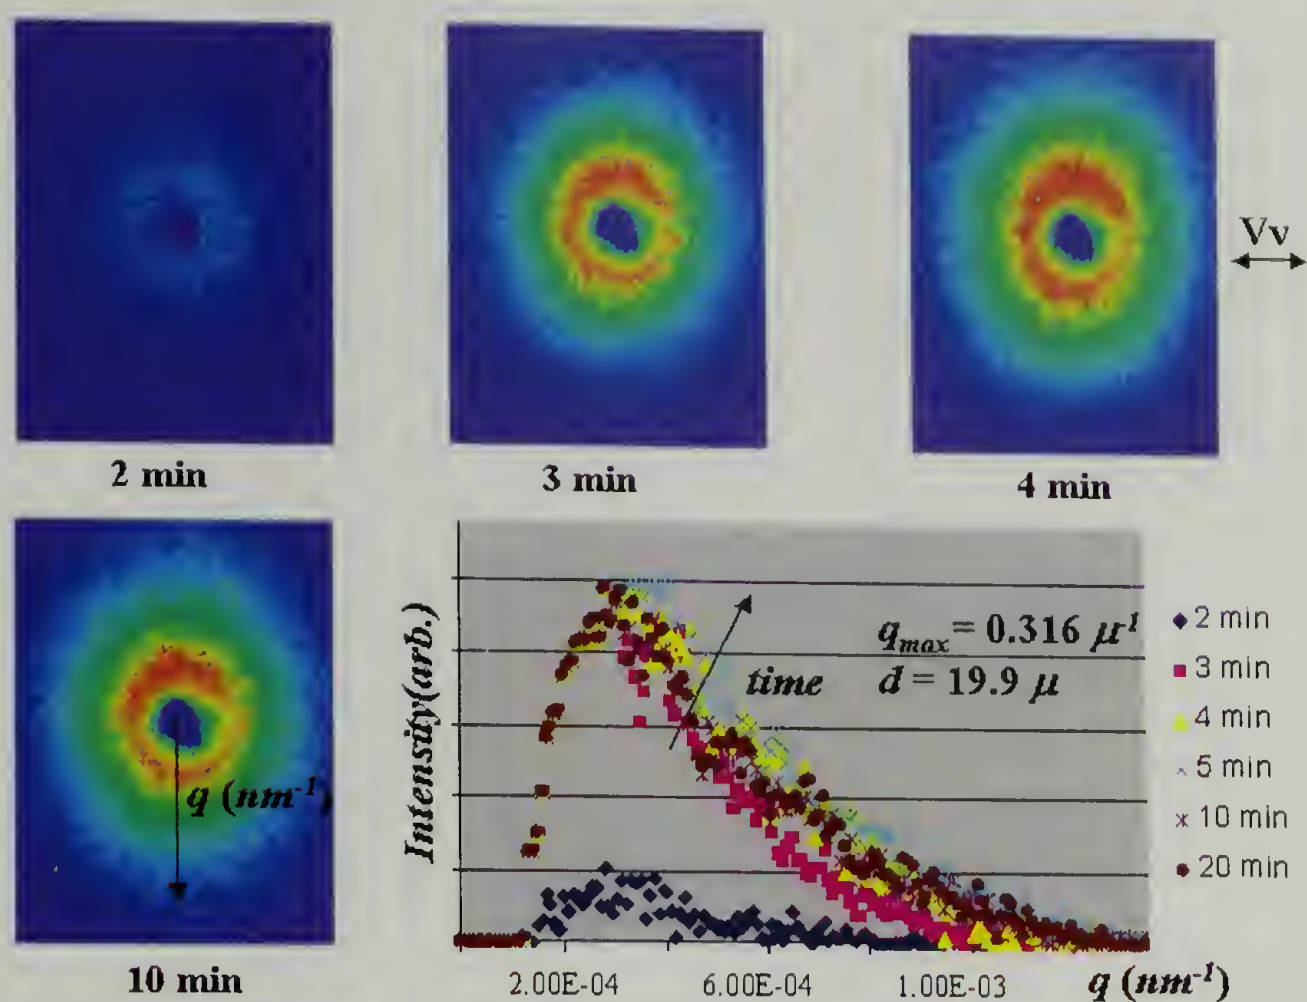 Vv
2 min
3 min
4 min
10 min
q (nm⁻¹)
Intensity(arb.)
time
qmax = 0.316 μ¹
d = 19.9 μ
2 min
3 min
4 min
5 min
10 min
20 min
2.00E-04 6.00E-04 1.00E-03 q (nm⁻¹)